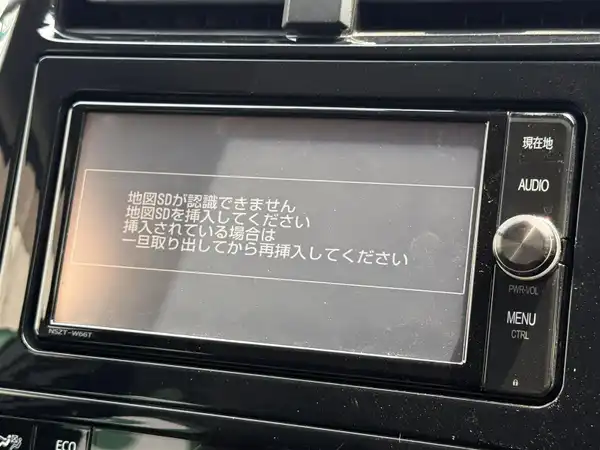 地図SDが認識できません
地図SDを挿入してください
挿入されている場合は
一旦取り出してから再挿入してください
NSZT-W66T
現在地
AUDIO
PWR·VOL
MENU
CTRL
ECO